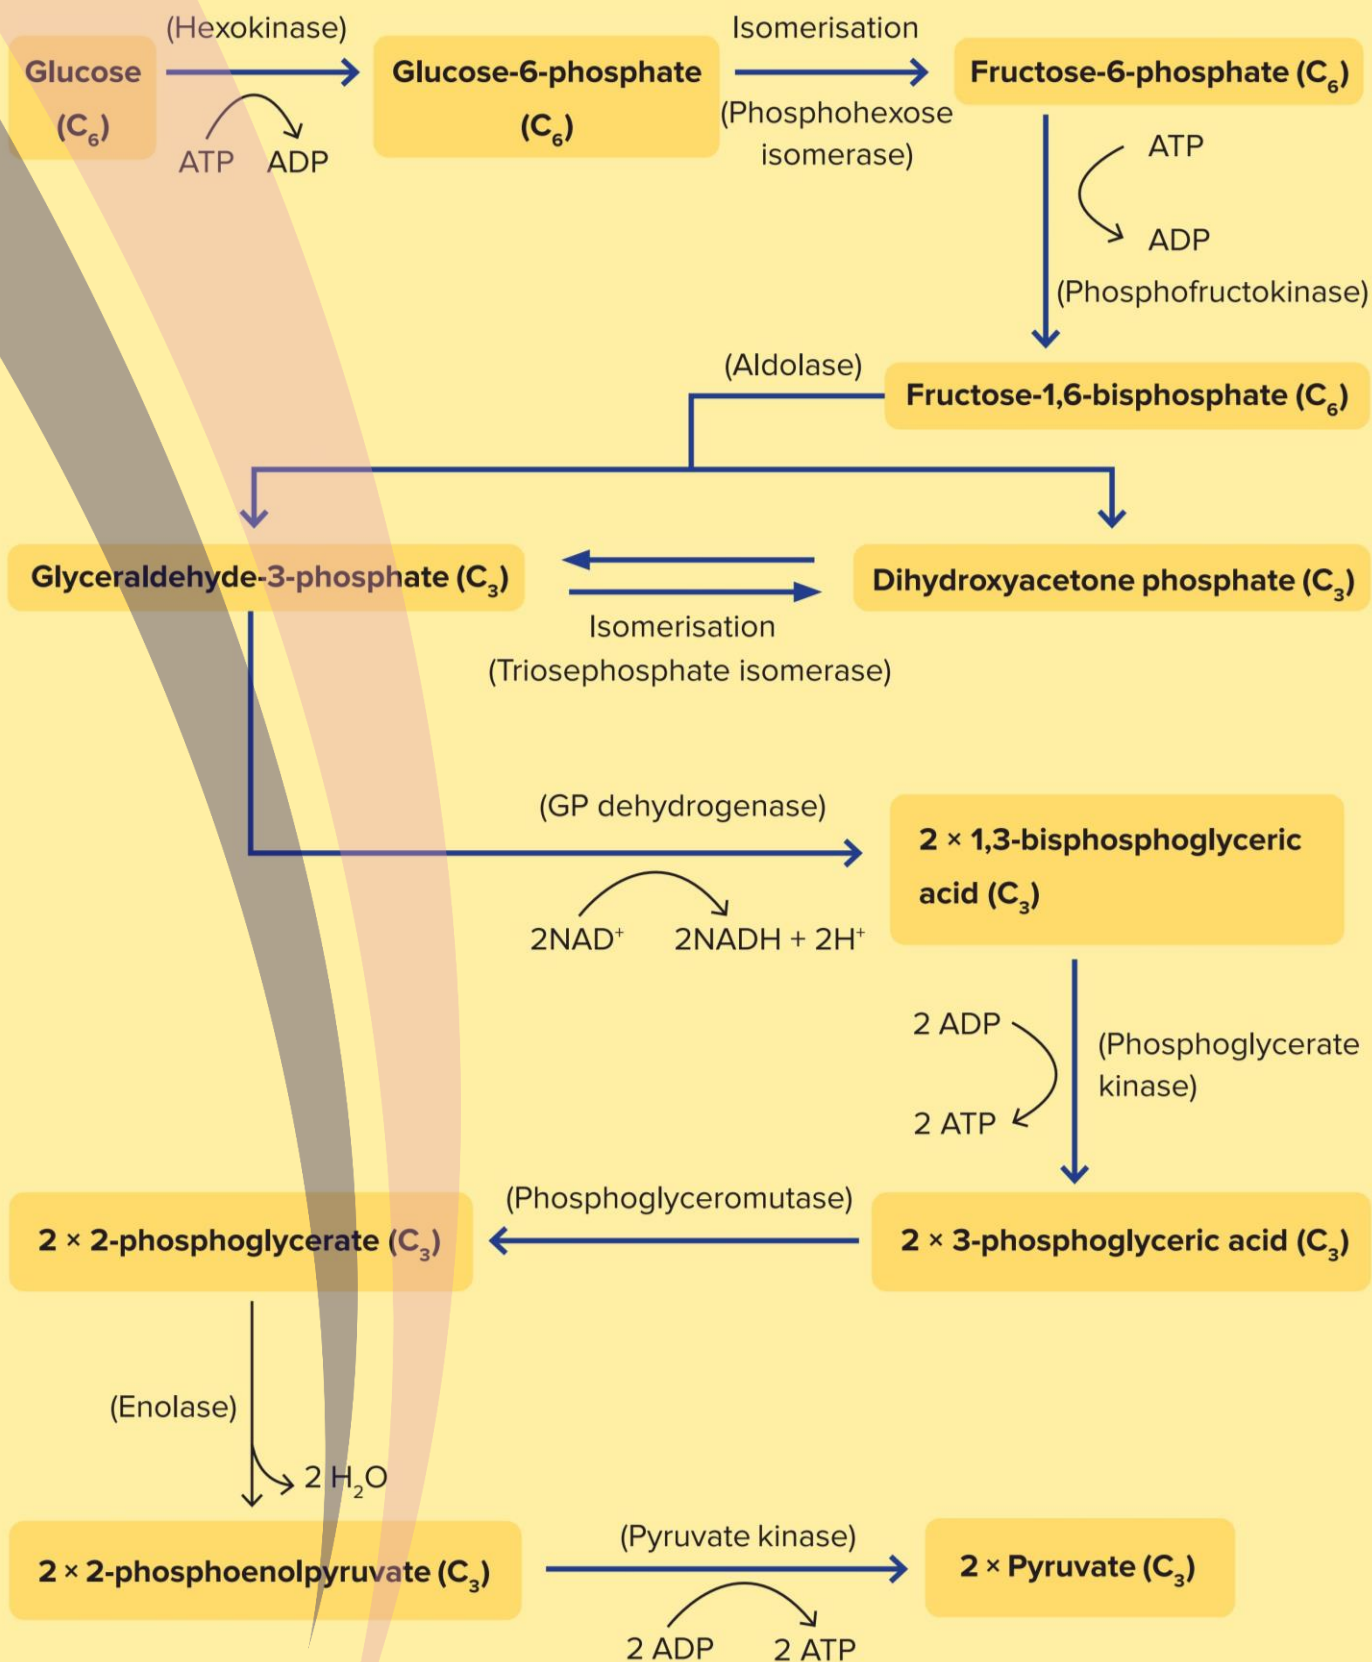 (Hexokinase)
Isomerisation
Glucose
(C₆)
Glucose-6-phosphate
(C₆)
Fructose-6-phosphate (C₆)
ATP ADP
(Phosphohexose
isomerase)
ATP
ADP
(Phosphofructokinase)
(Aldolase)
Fructose-1,6-bisphosphate (C₆)
Glyceraldehyde-3-phosphate (C₃)
Dihydroxyacetone phosphate (C₃)
Isomerisation
(Triosephosphate isomerase)
(GP dehydrogenase)
2 × 1,3-bisphosphoglyceric
acid (C₃)
2NAD⁺ 2NADH + 2H⁺
2 ADP
2 ATP
(Phosphoglycerate
kinase)
(Phosphoglyceromutase)
2 × 2-phosphoglycerate (C₃)
2 × 3-phosphoglyceric acid (C₃)
(Enolase)
2 H₂O
2 × 2-phosphoenolpyruvate (C₃)
(Pyruvate kinase)
2 × Pyruvate (C₃)
2 ADP 2 ATP